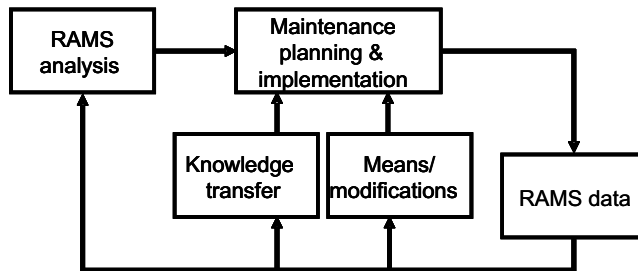 RAMS
analysis
Maintenance
planning &
implementation
Knowledge
transfer
Means/
modifications
RAMS data